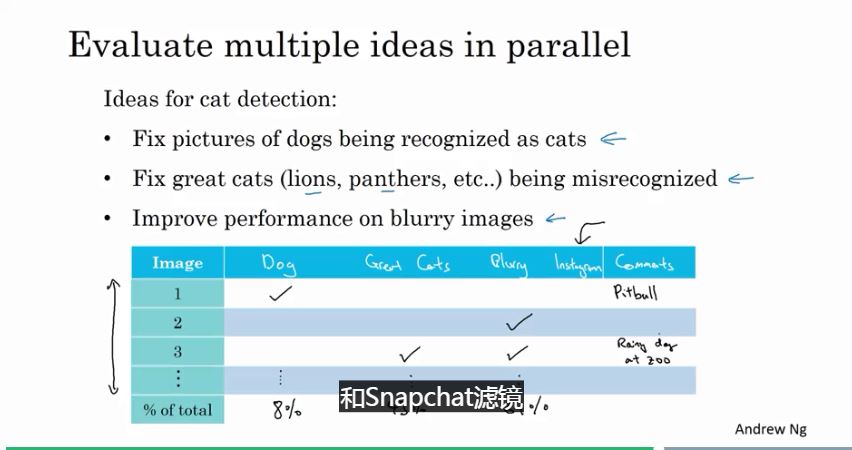 Evaluate multiple ideas in parallel
Ideas for cat detection:
• Fix pictures of dogs being recognized as cats
• Fix great cats (lions, panthers, etc..) being misrecognized
• Improve performance on blurry images
Image Dog Great Cats Blurry Instagram Comments
1 ✓ Pitbull
2 ✓
3 ✓ ✓ Rainy day at zoo
⋮ ⋮ ⋮ ⋮
% of total 8% %
和Snapchat滤镜
Andrew Ng